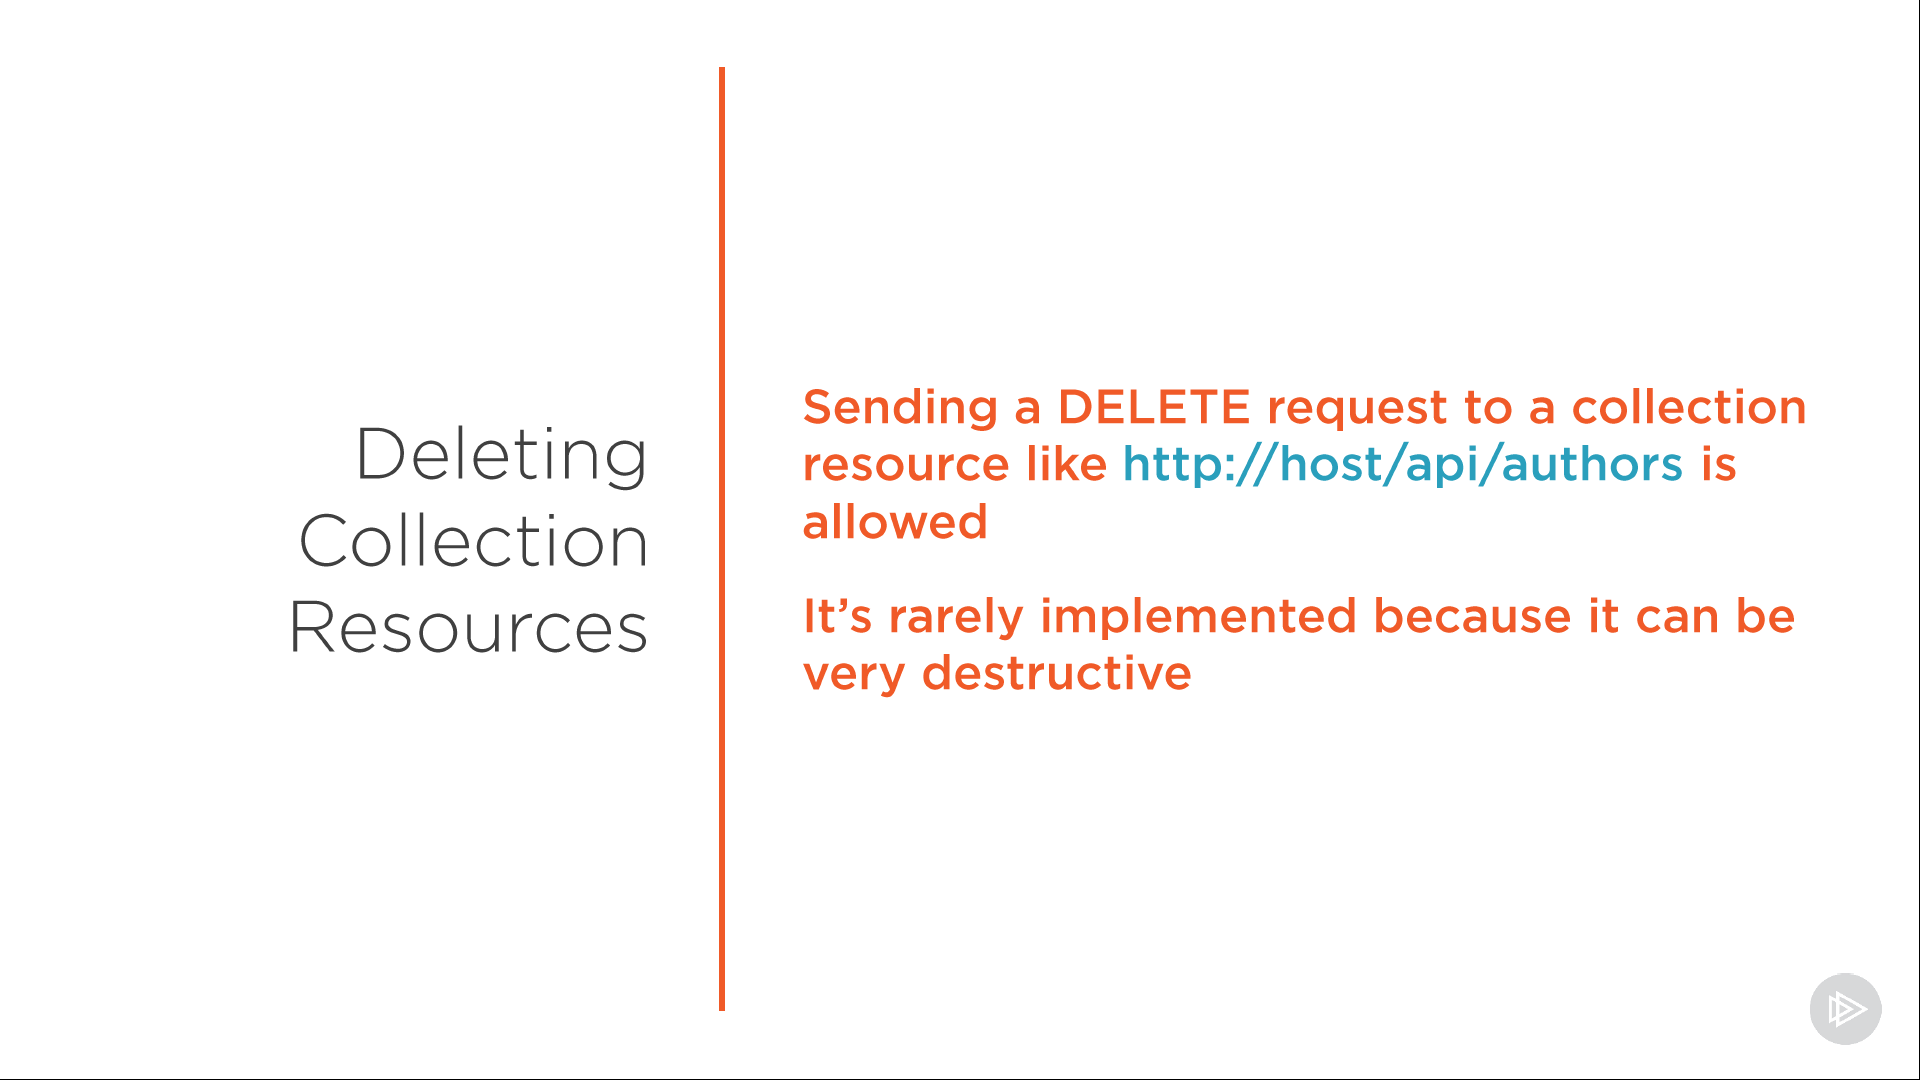 Deleting
Collection
Resources
Sending a DELETE request to a collection
resource like http://host/api/authors is
allowed
It’s rarely implemented because it can be
very destructive